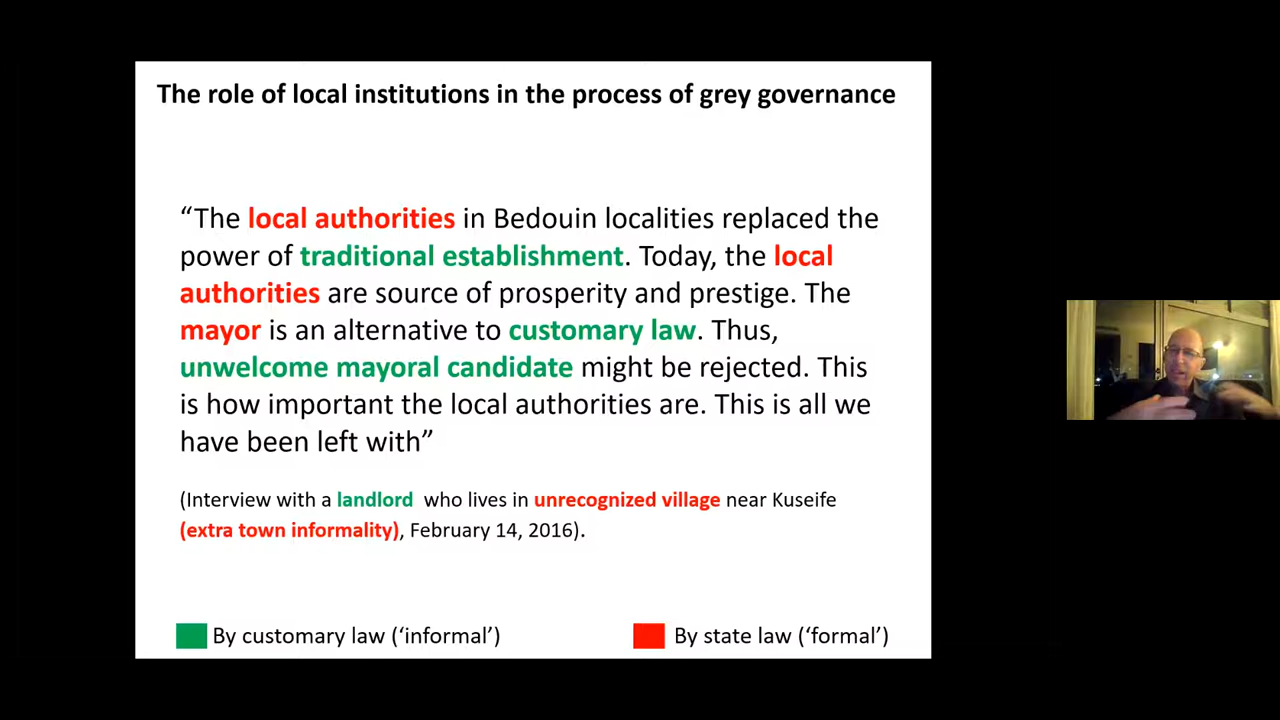 The role of local institutions in the process of grey governance
“The local authorities in Bedouin localities replaced the
power of traditional establishment. Today, the local
authorities are source of prosperity and prestige. The
mayor is an alternative to customary law. Thus,
unwelcome mayoral candidate might be rejected. This
is how important the local authorities are. This is all we
have been left with”
(Interview with a landlord who lives in unrecognized village near Kuseife
(extra town informality), February 14, 2016).
By customary law (‘informal’)
By state law (‘formal’)